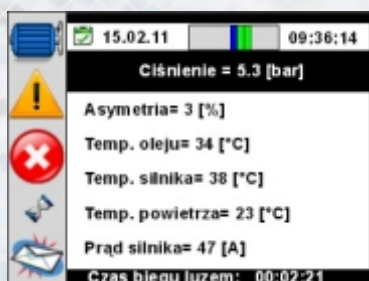 15.02.11 09:36:14
Ciśnienie = 5.3 [bar]
Asymetria= 3 [%]
Temp. oleju= 34 [°C]
Temp. silnika= 38 [°C]
Temp. powietrza= 23 [°C]
Prąd silnika= 47 [A]
Czas biegu luzem: 00:02:21